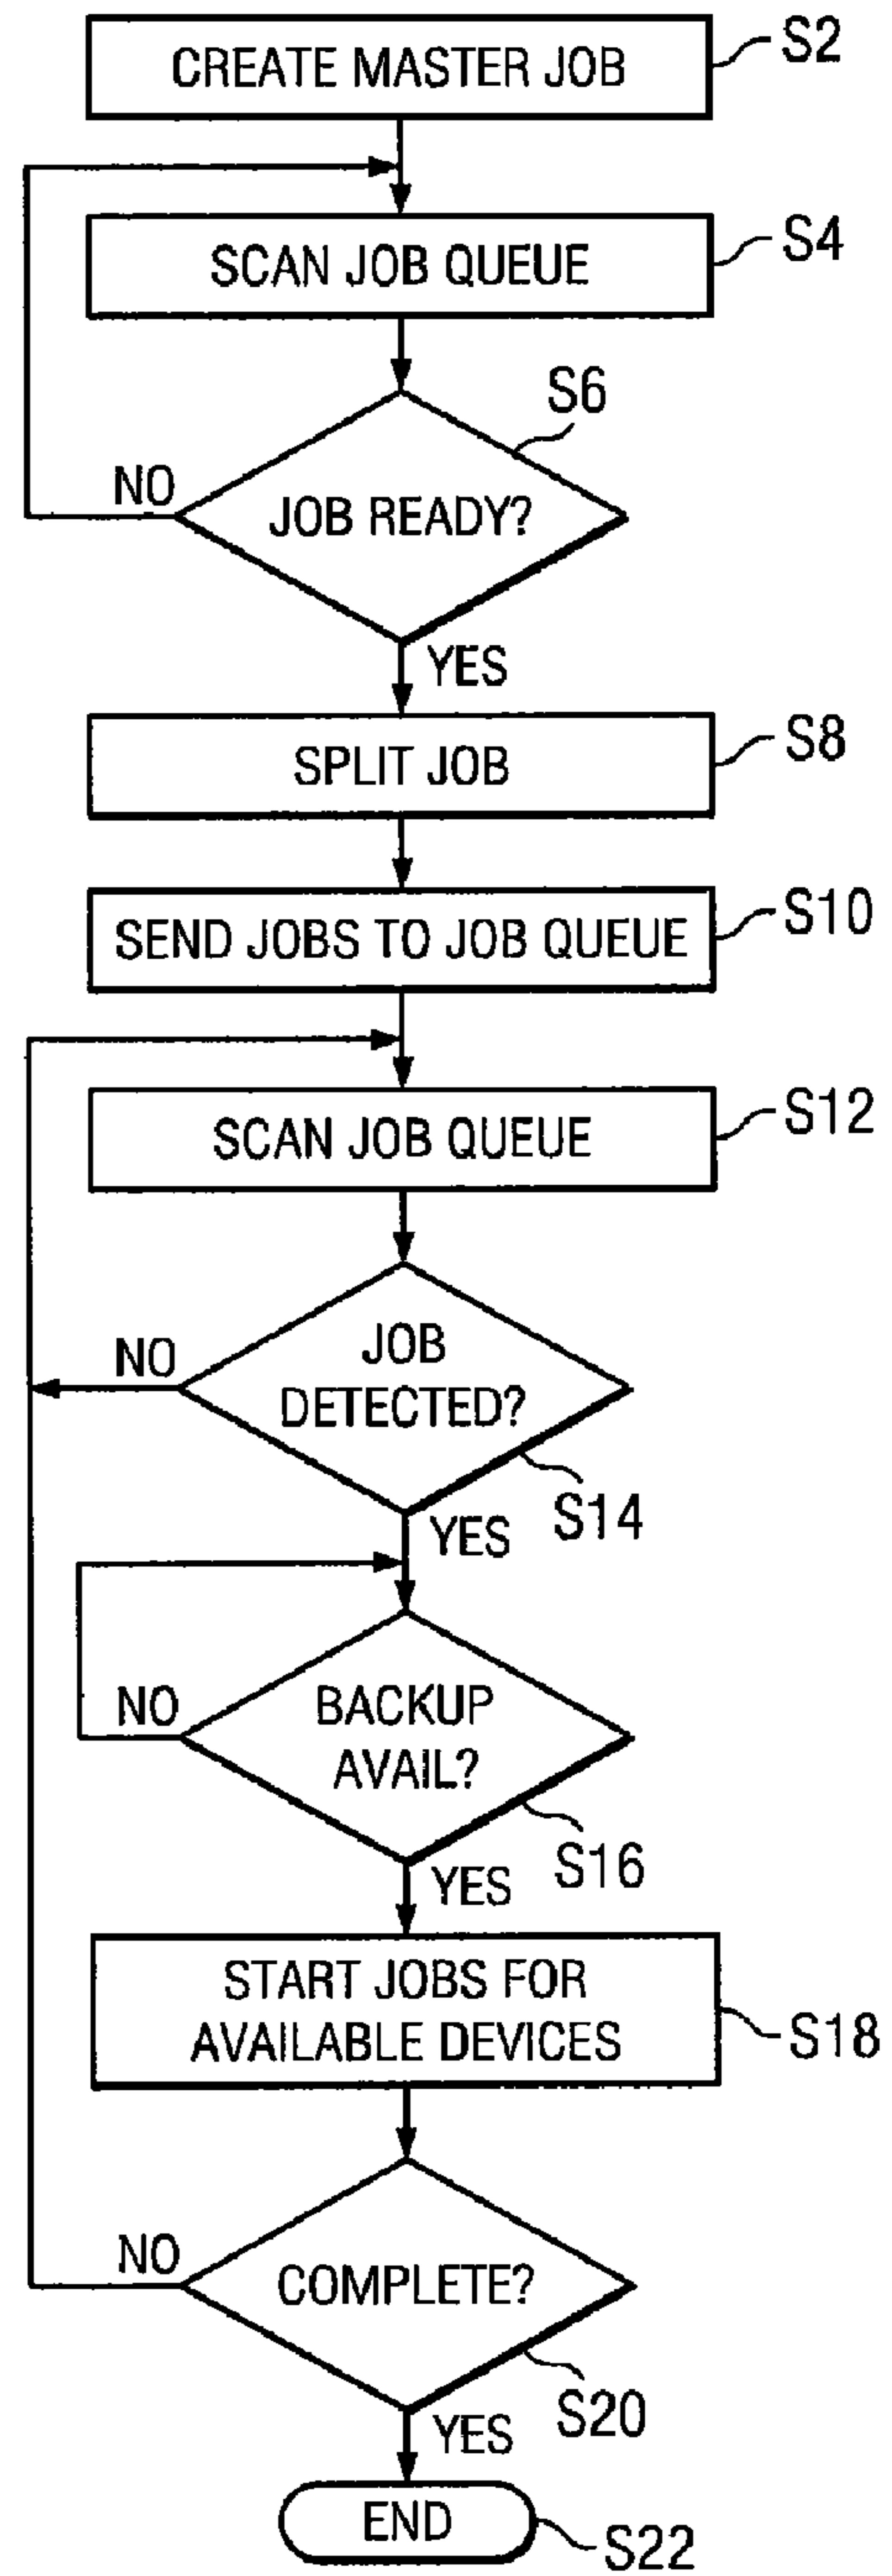 CREATE MASTER JOB
S2
SCAN JOB QUEUE
S4
S6
NO
JOB READY?
YES
SPLIT JOB
S8
SEND JOBS TO JOB QUEUE
S10
SCAN JOB QUEUE
S12
NO
JOB
DETECTED?
S14
YES
NO
BACKUP
AVAIL?
S16
YES
START JOBS FOR
AVAILABLE DEVICES
S18
NO
COMPLETE?
S20
YES
END
S22